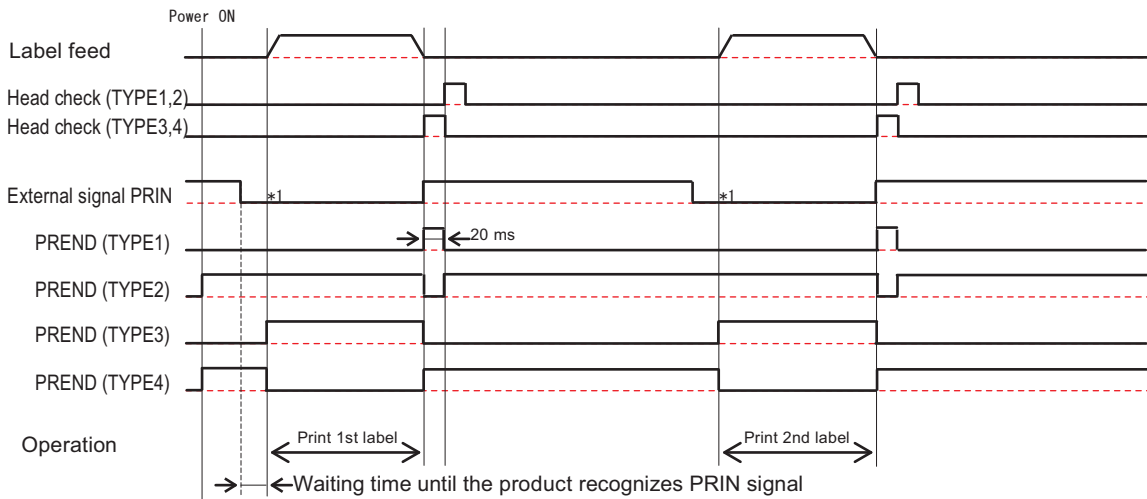 Power ON
Label feed
Head check (TYPE1,2)
Head check (TYPE3,4)
External signal PRIN
*1
*1
PREND (TYPE1)
20 ms
PREND (TYPE2)
PREND (TYPE3)
PREND (TYPE4)
Operation
Print 1st label
Print 2nd label
Waiting time until the product recognizes PRIN signal